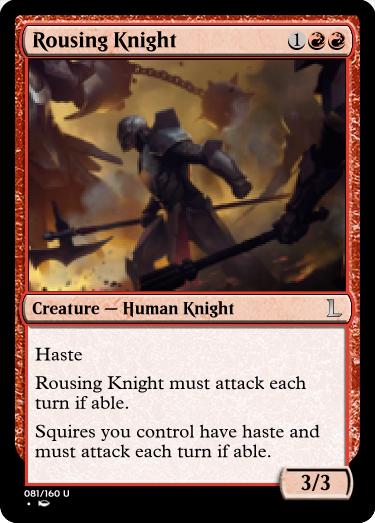 Rousing Knight 1
Creature — Human Knight L
Haste
Rousing Knight must attack each
turn if able.
Squires you control have haste and
must attack each turn if able.
3/3
081/160 U